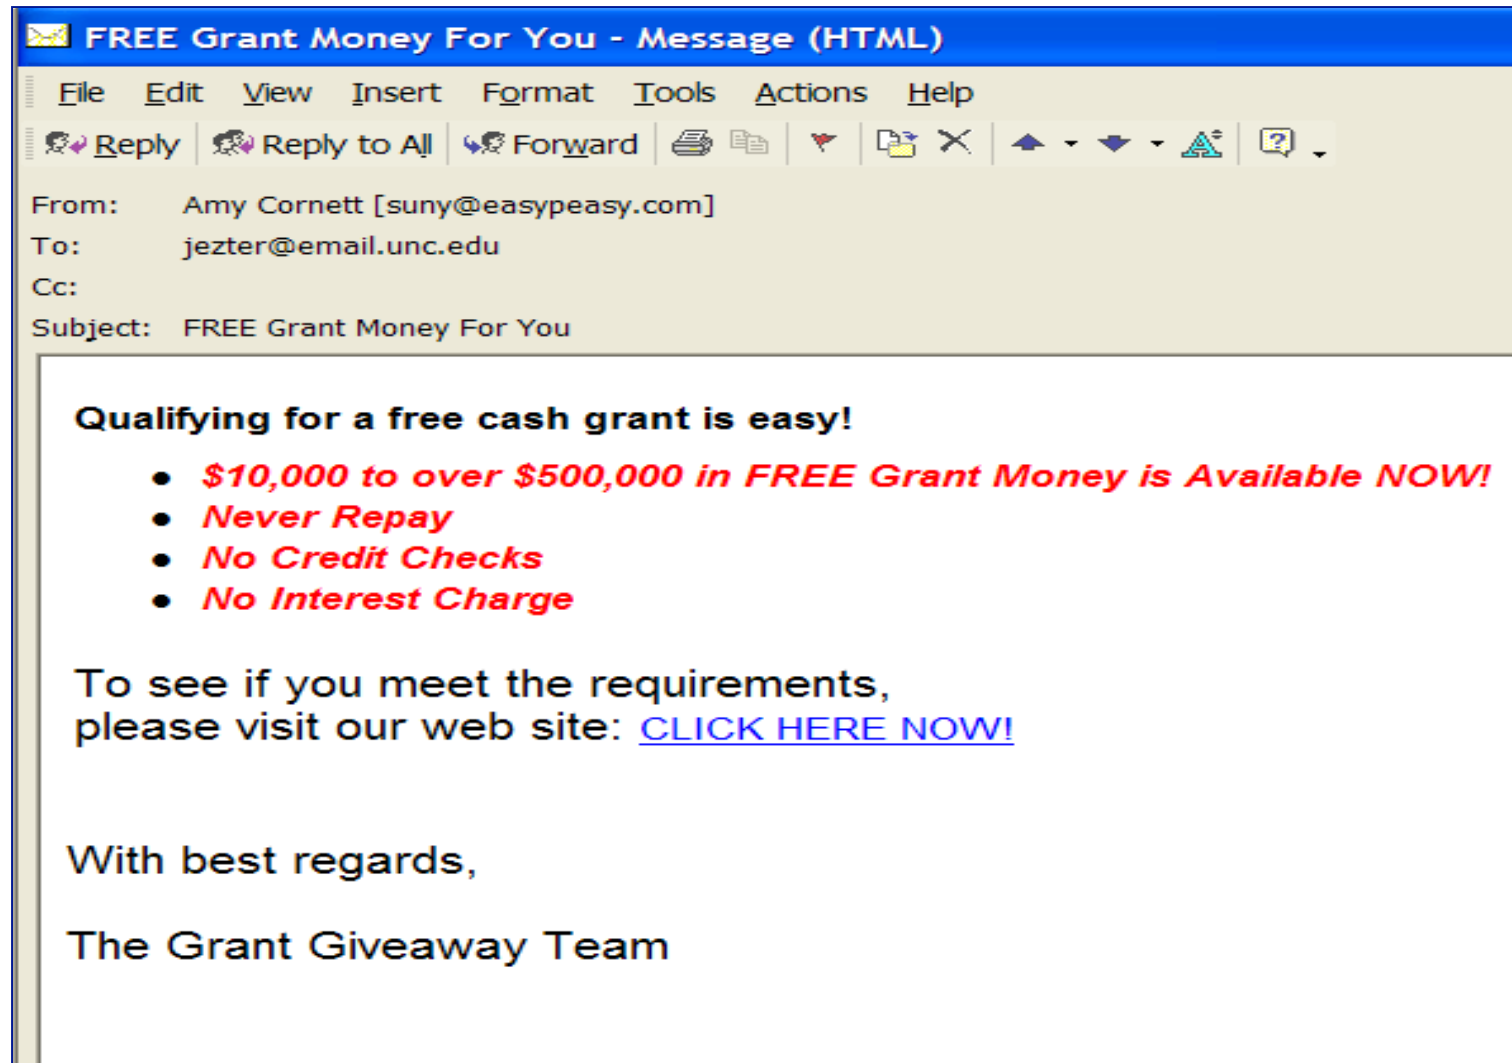 FREE Grant Money For You - Message (HTML)
File Edit View Insert Format Tools Actions Help
Reply Reply to All Forward
From: Amy Cornett [suny@easypeasy.com]
To: jezter@email.unc.edu
Cc:
Subject: FREE Grant Money For You
Qualifying for a free cash grant is easy!
• $10,000 to over $500,000 in FREE Grant Money is Available NOW!
• Never Repay
• No Credit Checks
• No Interest Charge
To see if you meet the requirements,
please visit our web site: CLICK HERE NOW!
With best regards,
The Grant Giveaway Team